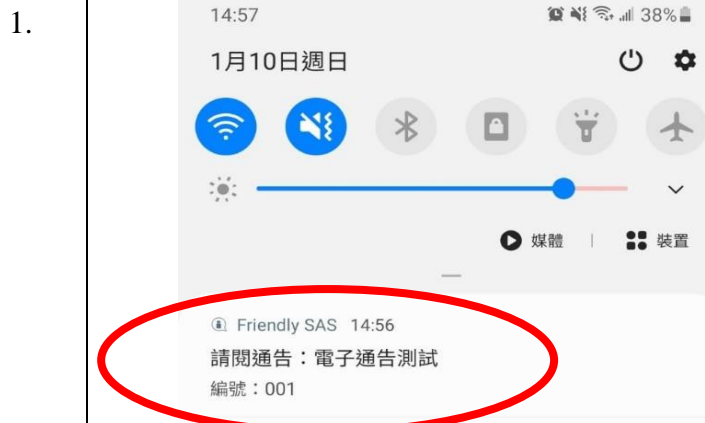 1.
14:57 38%
1月10日週日
媒體 | 裝置
Friendly SAS 14:56
請閱通告：電子通告測試
編號：001